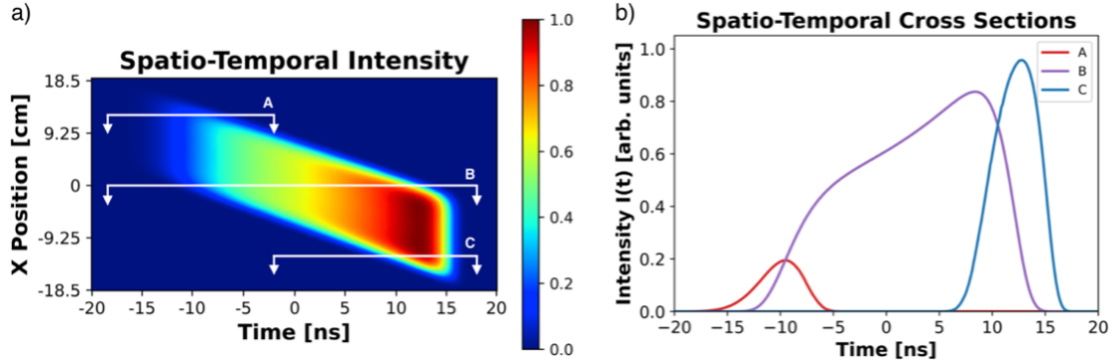 a)
Spatio-Temporal Intensity
X Position [cm]
18.5
9.25
0
-9.25
-18.5
A
B
C
-20 -15 -10 -5 0 5 10 15 20
Time [ns]
1.0
0.8
0.6
0.4
0.2
0.0
b)
Spatio-Temporal Cross Sections
Intensity I(t) [arb. units]
1.0
0.8
0.6
0.4
0.2
0.0
A
B
C
−20 −15 −10 −5 0 5 10 15 20
Time [ns]